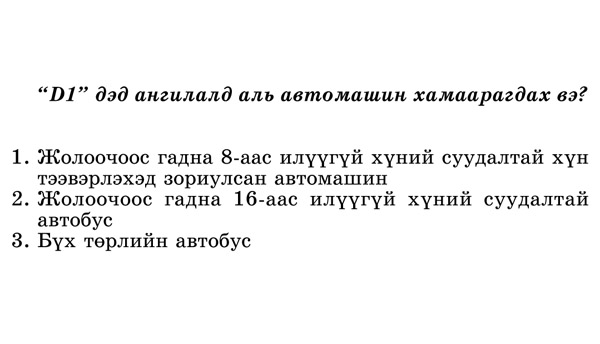 “D1” дэд ангилалд аль автомашин хамаарагдах вэ?
1. Жолоочоос гадна 8-аас илүүгүй хүний суудалтай хүн
тээвэрлэхэд зориулсан автомашин
2. Жолоочоос гадна 16-аас илүүгүй хүний суудалтай
автобус
3. Бүх төрлийн автобус